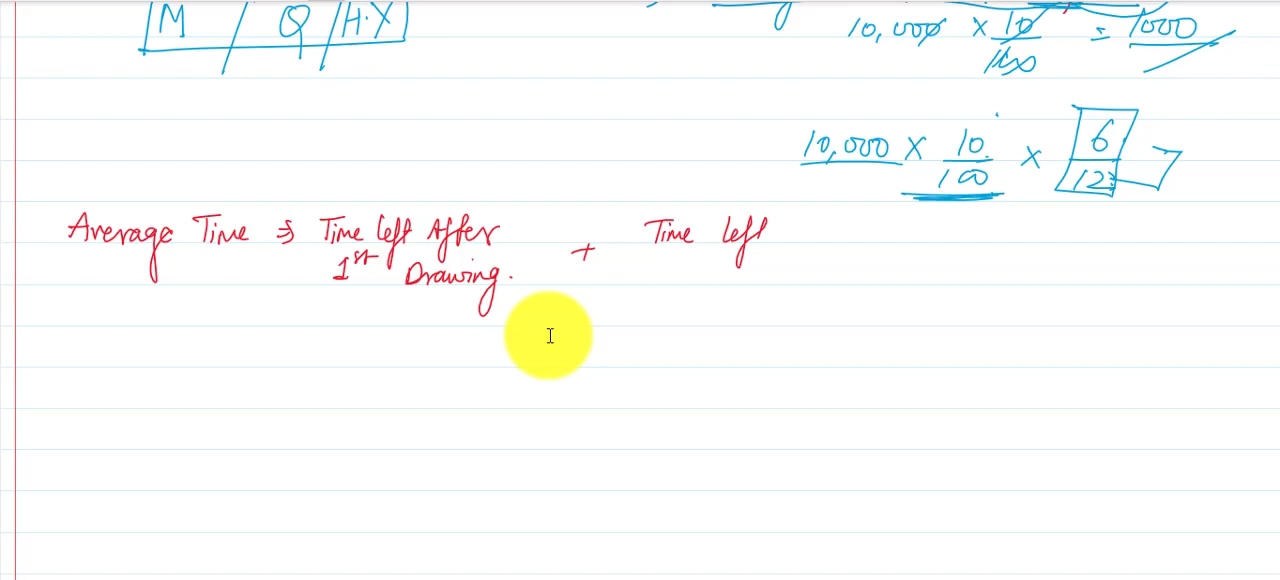 M / Q / H.Y
10,000 × 10/100 = 1000
10,000 × 10/100 × 6/12
Average Time ⇒ Time left After + Time left
1st Drawing.